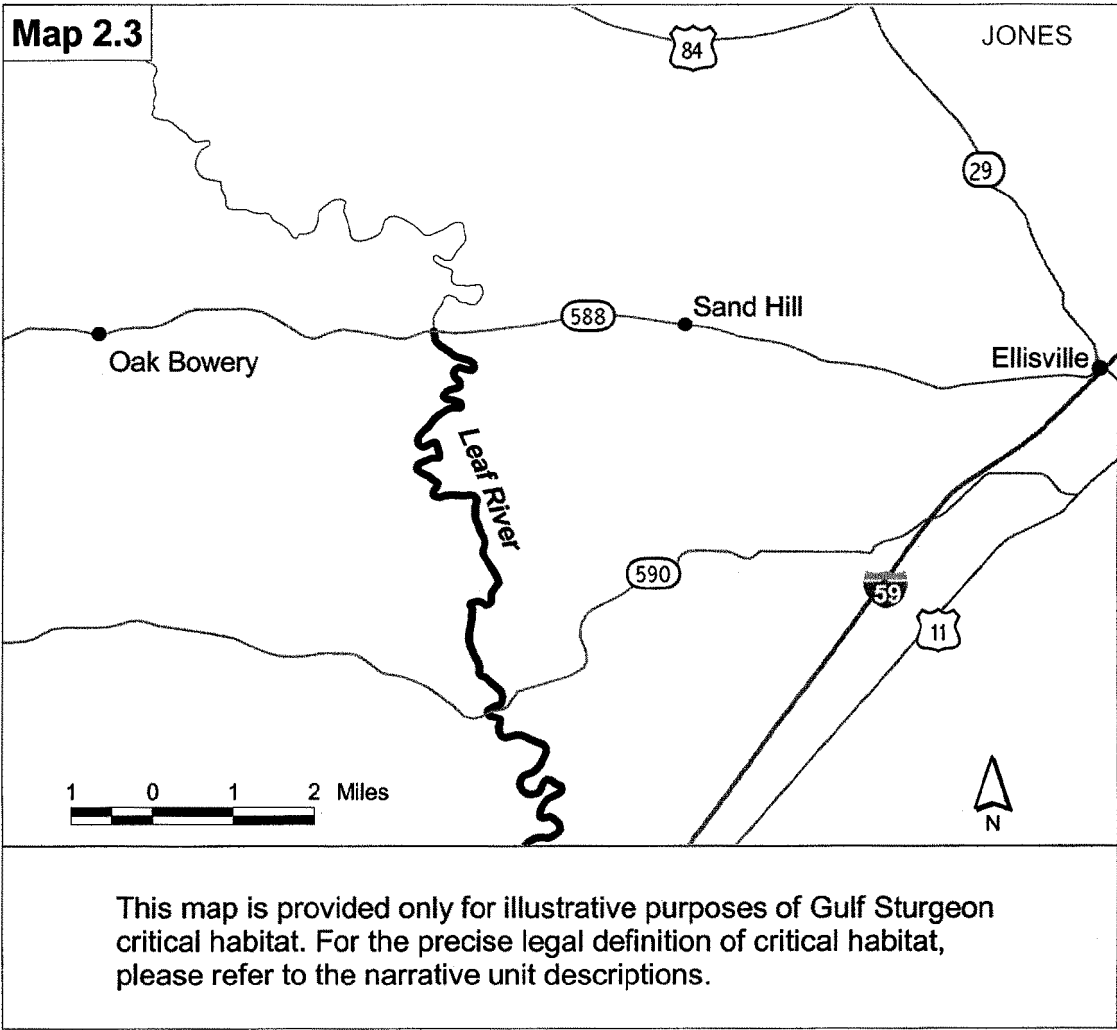 Map 2.3
84
JONES
29
588
Sand Hill
Oak Bowery
Ellisville
Leaf River
590
59
11
1 0 1 2 Miles
N
This map is provided only for illustrative purposes of Gulf Sturgeon
critical habitat. For the precise legal definition of critical habitat,
please refer to the narrative unit descriptions.